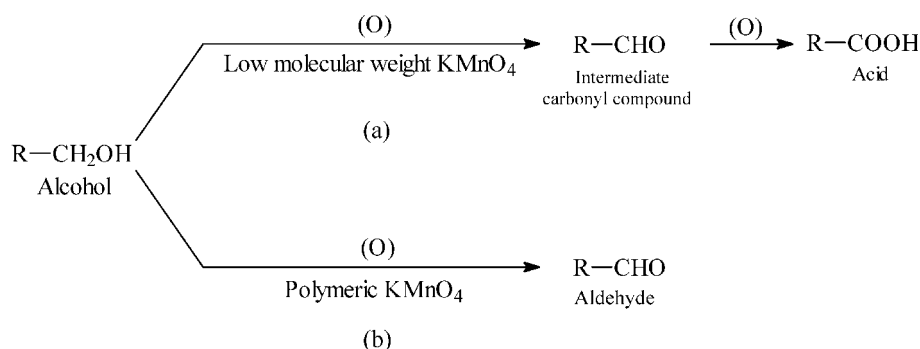 (O)
Low molecular weight KMnO4
R—CHO
Intermediate
carbonyl compound
(O)
R—COOH
Acid
(a)
R—CH2OH
Alcohol
(O)
Polymeric KMnO4
R—CHO
Aldehyde
(b)